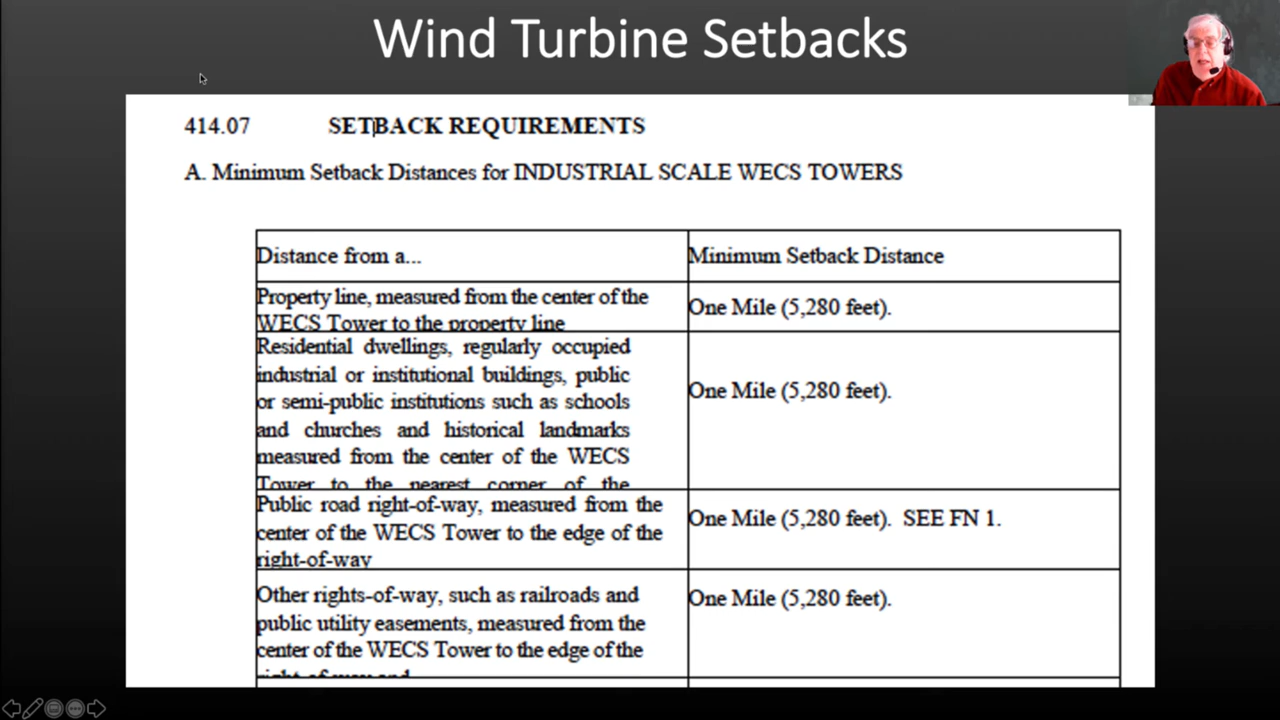 Wind Turbine Setbacks
414.07 SETBACK REQUIREMENTS
A. Minimum Setback Distances for INDUSTRIAL SCALE WECS TOWERS
Distance from a... Minimum Setback Distance
Property line, measured from the center of the
WECS Tower to the property line
One Mile (5,280 feet).
Residential dwellings, regularly occupied
industrial or institutional buildings, public
or semi-public institutions such as schools
and churches and historical landmarks
measured from the center of the WECS
Tower to the nearest corner of the
One Mile (5,280 feet).
Public road right-of-way, measured from the
center of the WECS Tower to the edge of the
right-of-way
One Mile (5,280 feet). SEE FN 1.
Other rights-of-way, such as railroads and
public utility easements, measured from the
center of the WECS Tower to the edge of the
right-of-way and
One Mile (5,280 feet).